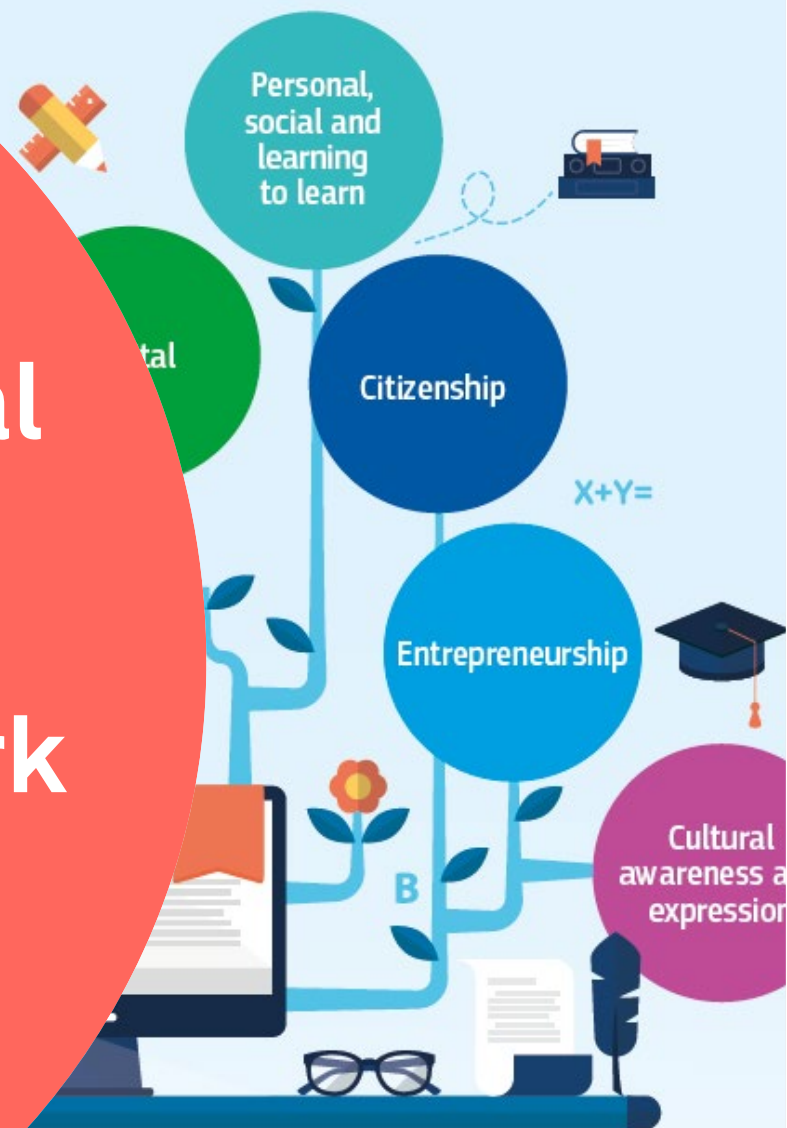 Personal,
social and
learning
to learn
tal
Citizenship
al
X+Y=
Entrepreneurship
rk
Cultural
awareness a
expression
B